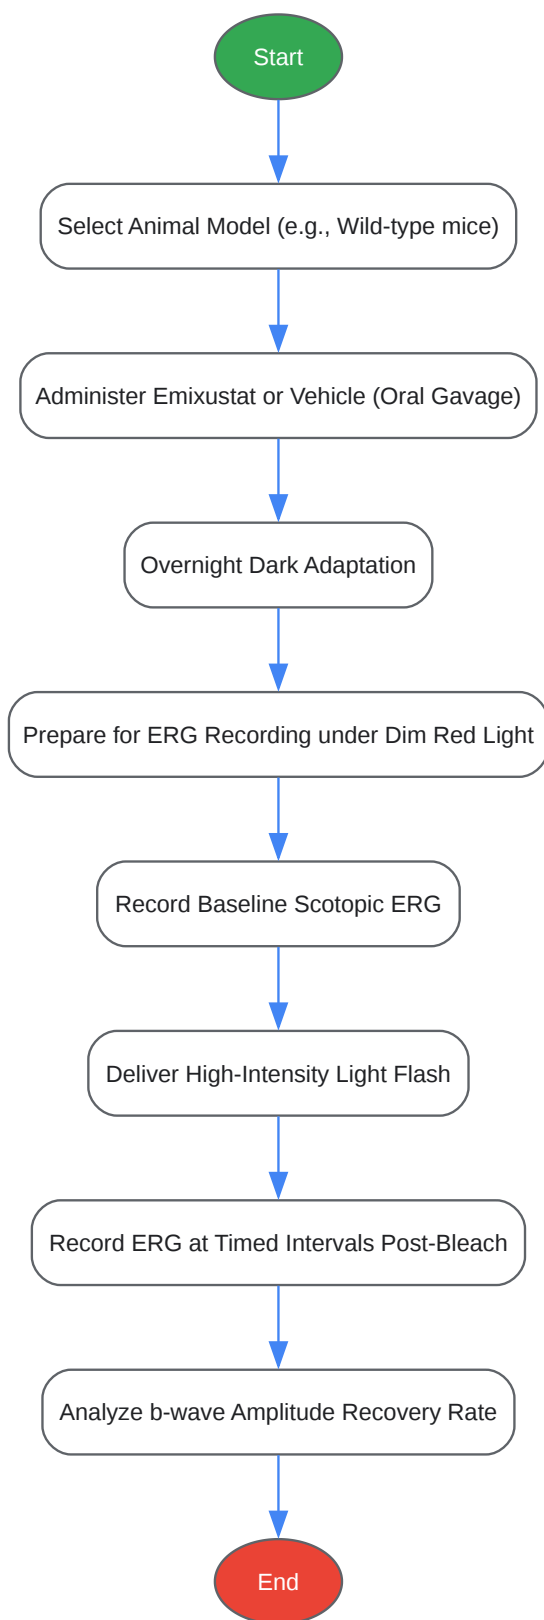 Start
Select Animal Model (e.g., Wild-type mice)
Administer Emixustat or Vehicle (Oral Gavage)
Overnight Dark Adaptation
Prepare for ERG Recording under Dim Red Light
Record Baseline Scotopic ERG
Deliver High-Intensity Light Flash
Record ERG at Timed Intervals Post-Bleach
Analyze b-wave Amplitude Recovery Rate
End